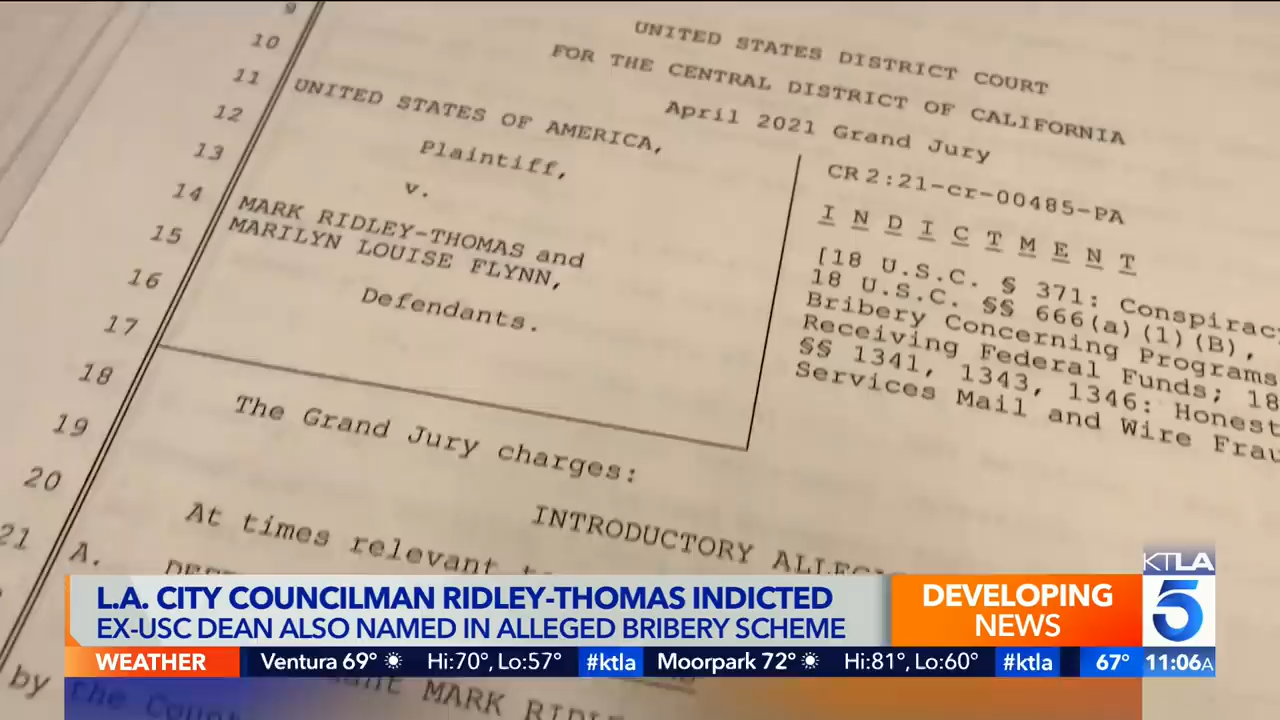 9
10
11
12
13
14
15
16
17
18
19
20
21
UNITED STATES DISTRICT COURT
FOR THE CENTRAL DISTRICT OF CALIFORNIA
April 2021 Grand Jury
UNITED STATES OF AMERICA,
Plaintiff,
v.
MARK RIDLEY-THOMAS and
MARILYN LOUISE FLYNN,
Defendants.
CR 2:21-cr-00485-PA
I N D I C T M E N T
[18 U.S.C. § 371: Conspirac
18 U.S.C. §§ 666(a)(1)(B),
Bribery Concerning Programs
Receiving Federal Funds; 18
§§ 1341, 1343, 1346: Honest
Services Mail and Wire Frau
The Grand Jury charges:
INTRODUCTORY
At times relevant
A.
by the
MARK
L.A. CITY COUNCILMAN RIDLEY-THOMAS INDICTED
EX-USC DEAN ALSO NAMED IN ALLEGED BRIBERY SCHEME
DEVELOPING
NEWS
KTLA
5
WEATHER Ventura 69° Hi:70°, Lo:57° #ktla Moorpark 72° Hi:81°, Lo:60° #ktla 67° 11:06A